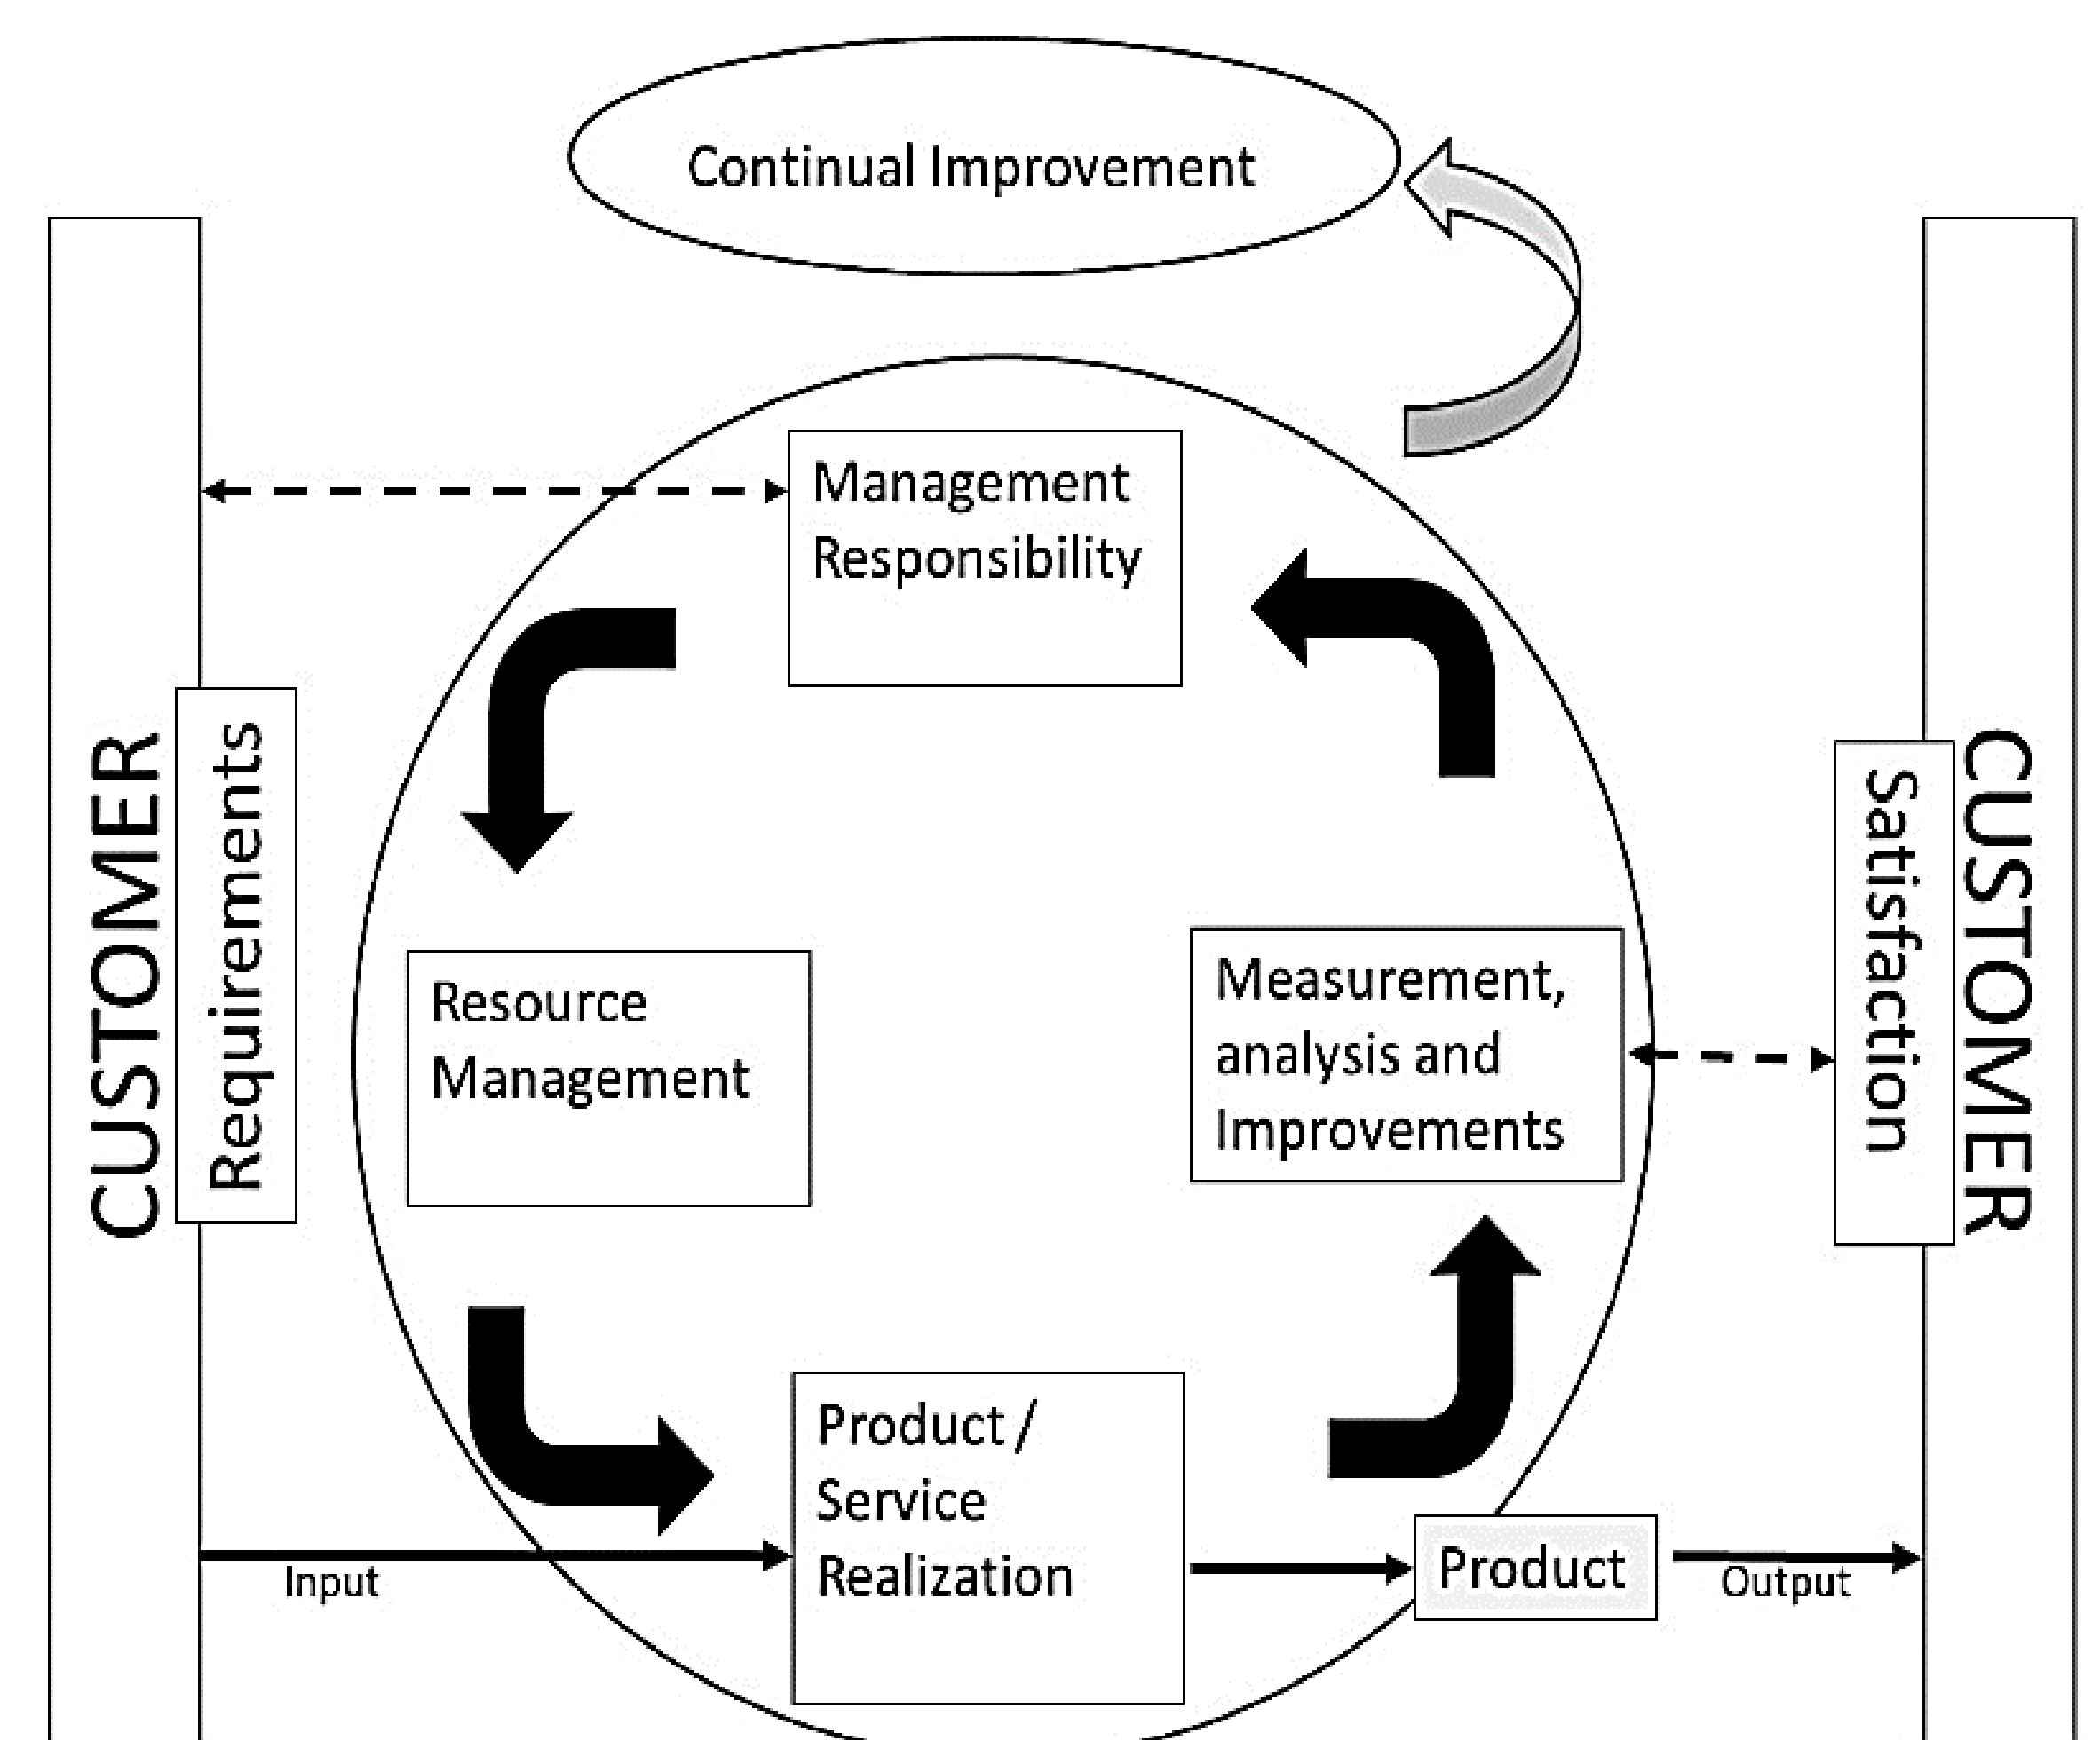 Continual Improvement
Management
Responsibility
CUSTOMER
Requirements
Resource
Management
Measurement,
analysis and
Improvements
Satisfaction
CUSTOMER
Product /
Service
Realization
Input
Product
Output